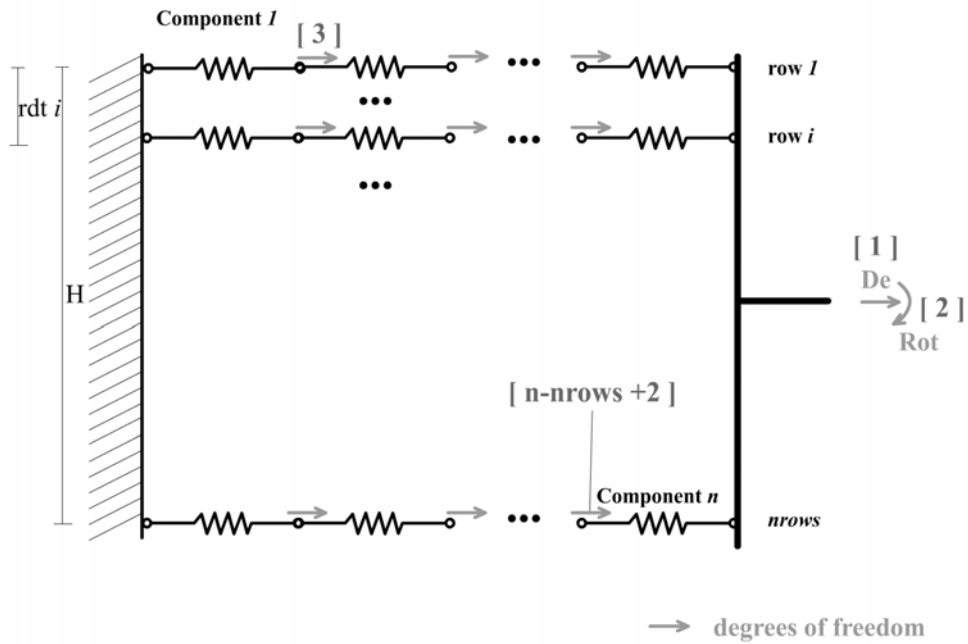 Component 1
[ 3 ]
row 1
rdt i
row i
[ 1 ]
De
H
[ 2 ]
Rot
[ n-nrows +2 ]
Component n
nrows
degrees of freedom